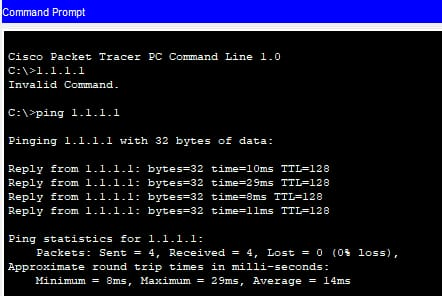 Command Prompt
Cisco Packet Tracer PC Command Line 1.0
C:\>1.1.1.1
Invalid Command.
C:\>ping 1.1.1.1
Pinging 1.1.1.1 with 32 bytes of data:
Reply from 1.1.1.1: bytes=32 time=10ms TTL=128
Reply from 1.1.1.1: bytes=32 time=29ms TTL=128
Reply from 1.1.1.1: bytes=32 time=8ms TTL=128
Reply from 1.1.1.1: bytes=32 time=11ms TTL=128
Ping statistics for 1.1.1.1:
Packets: Sent = 4, Received = 4, Lost = 0 (0% loss),
Approximate round trip times in milli-seconds:
Minimum = 8ms, Maximum = 29ms, Average = 14ms